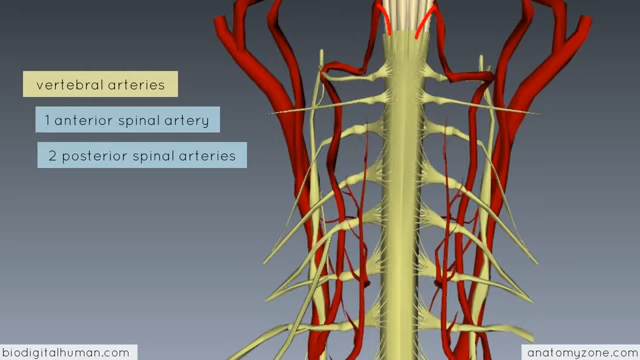 vertebral arteries
1 anterior spinal artery
2 posterior spinal arteries
biodigitalhuman.com
anatomyzone.com